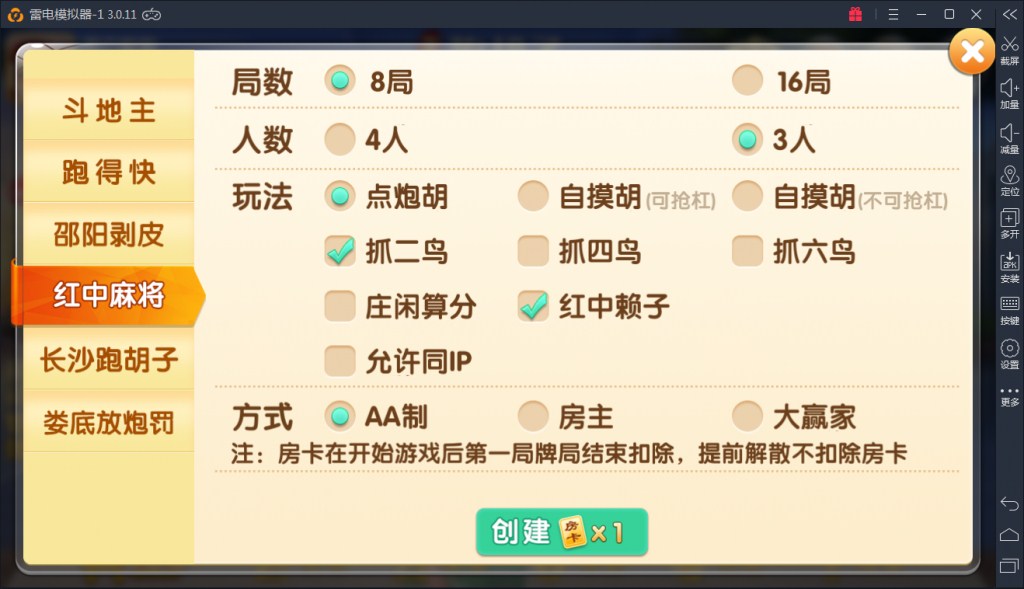 雷电模拟器-1 3.0.11
斗地主
跑得快
邵阳剥皮
红中麻将
长沙跑胡子
娄底放炮罚
局数 8局 16局
人数 4人 3人
玩法 点炮胡 自摸胡(可抢杠) 自摸胡(不可抢杠)
抓二鸟 抓四鸟 抓六鸟
庄闲算分 红中赖子
允许同IP
方式 AA制 房主 大赢家
注：房卡在开始游戏后第一局牌局结束扣除，提前解散不扣除房卡
创建 房卡 x1
截屏
加量
减量
定位
多开
APK
安装
按键
设置
更多